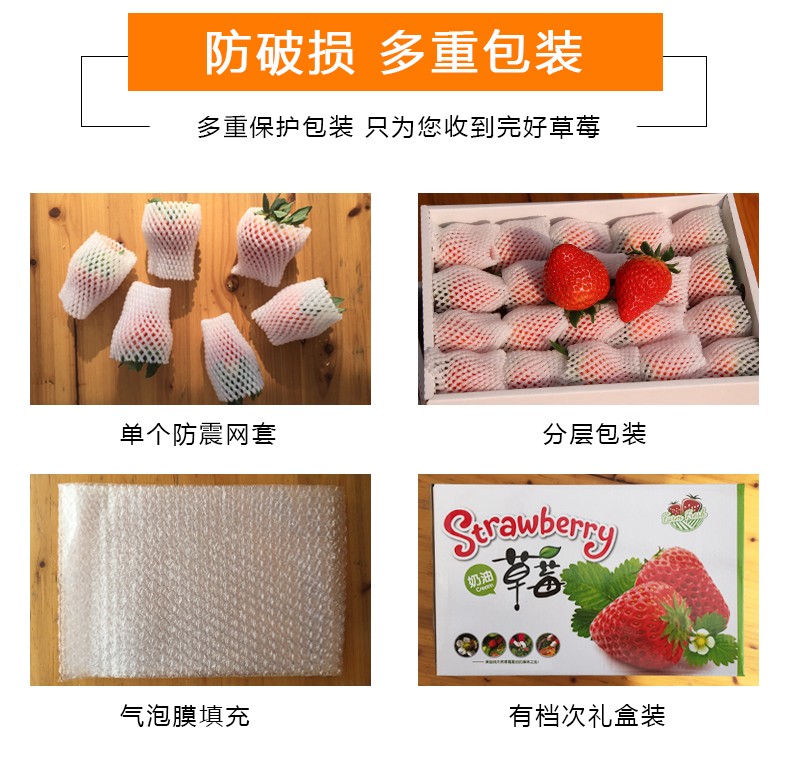 防破损 多重包装
多重保护包装 只为您收到完好草莓
单个防震网套
分层包装
Strawberry
奶油
Cream
草莓
气泡膜填充
有档次礼盒装